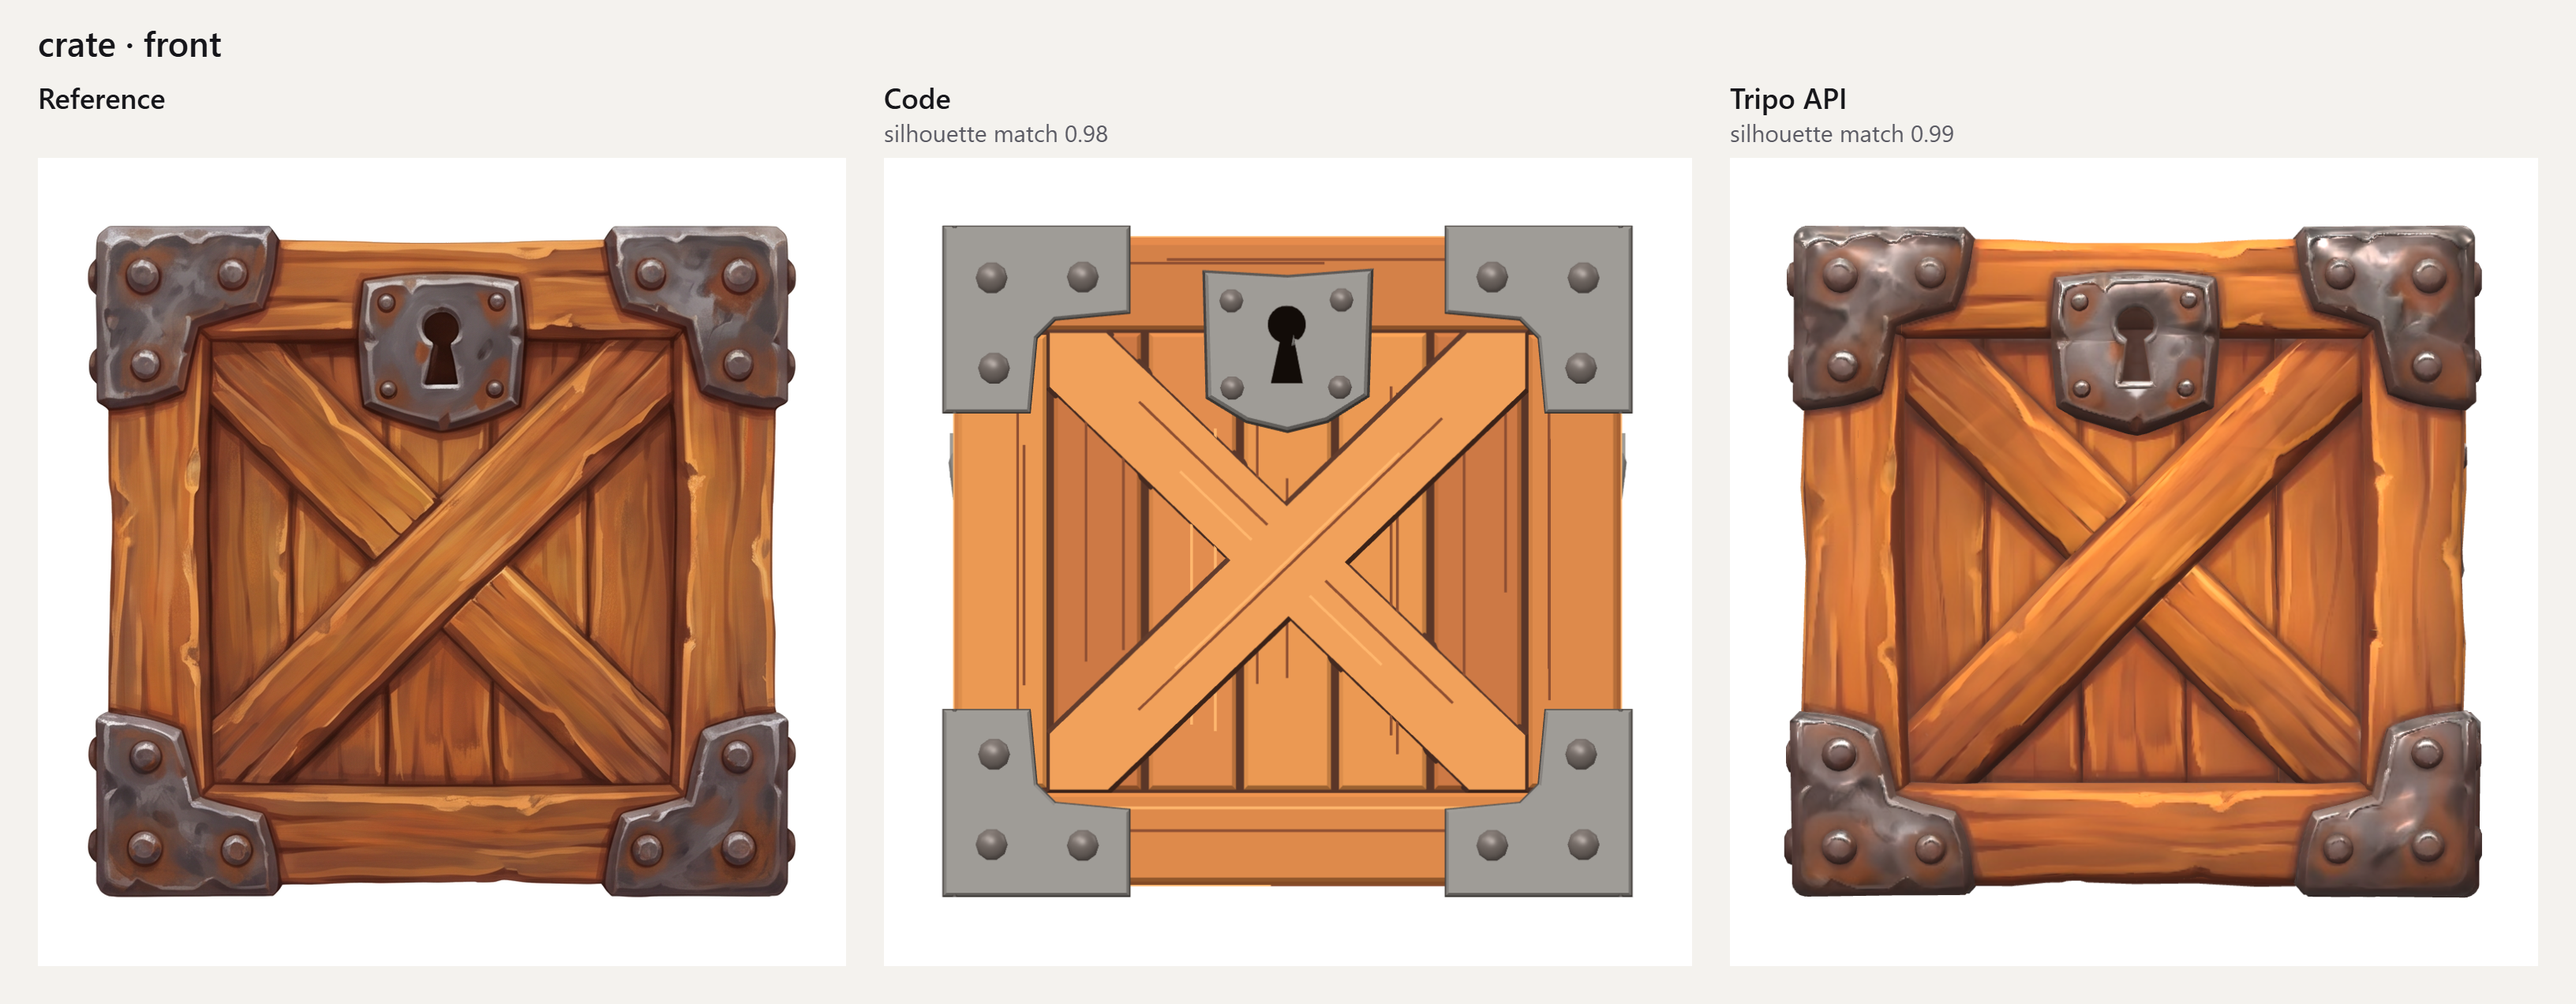 crate · front
Reference
Code
silhouette match 0.98
Tripo API
silhouette match 0.99